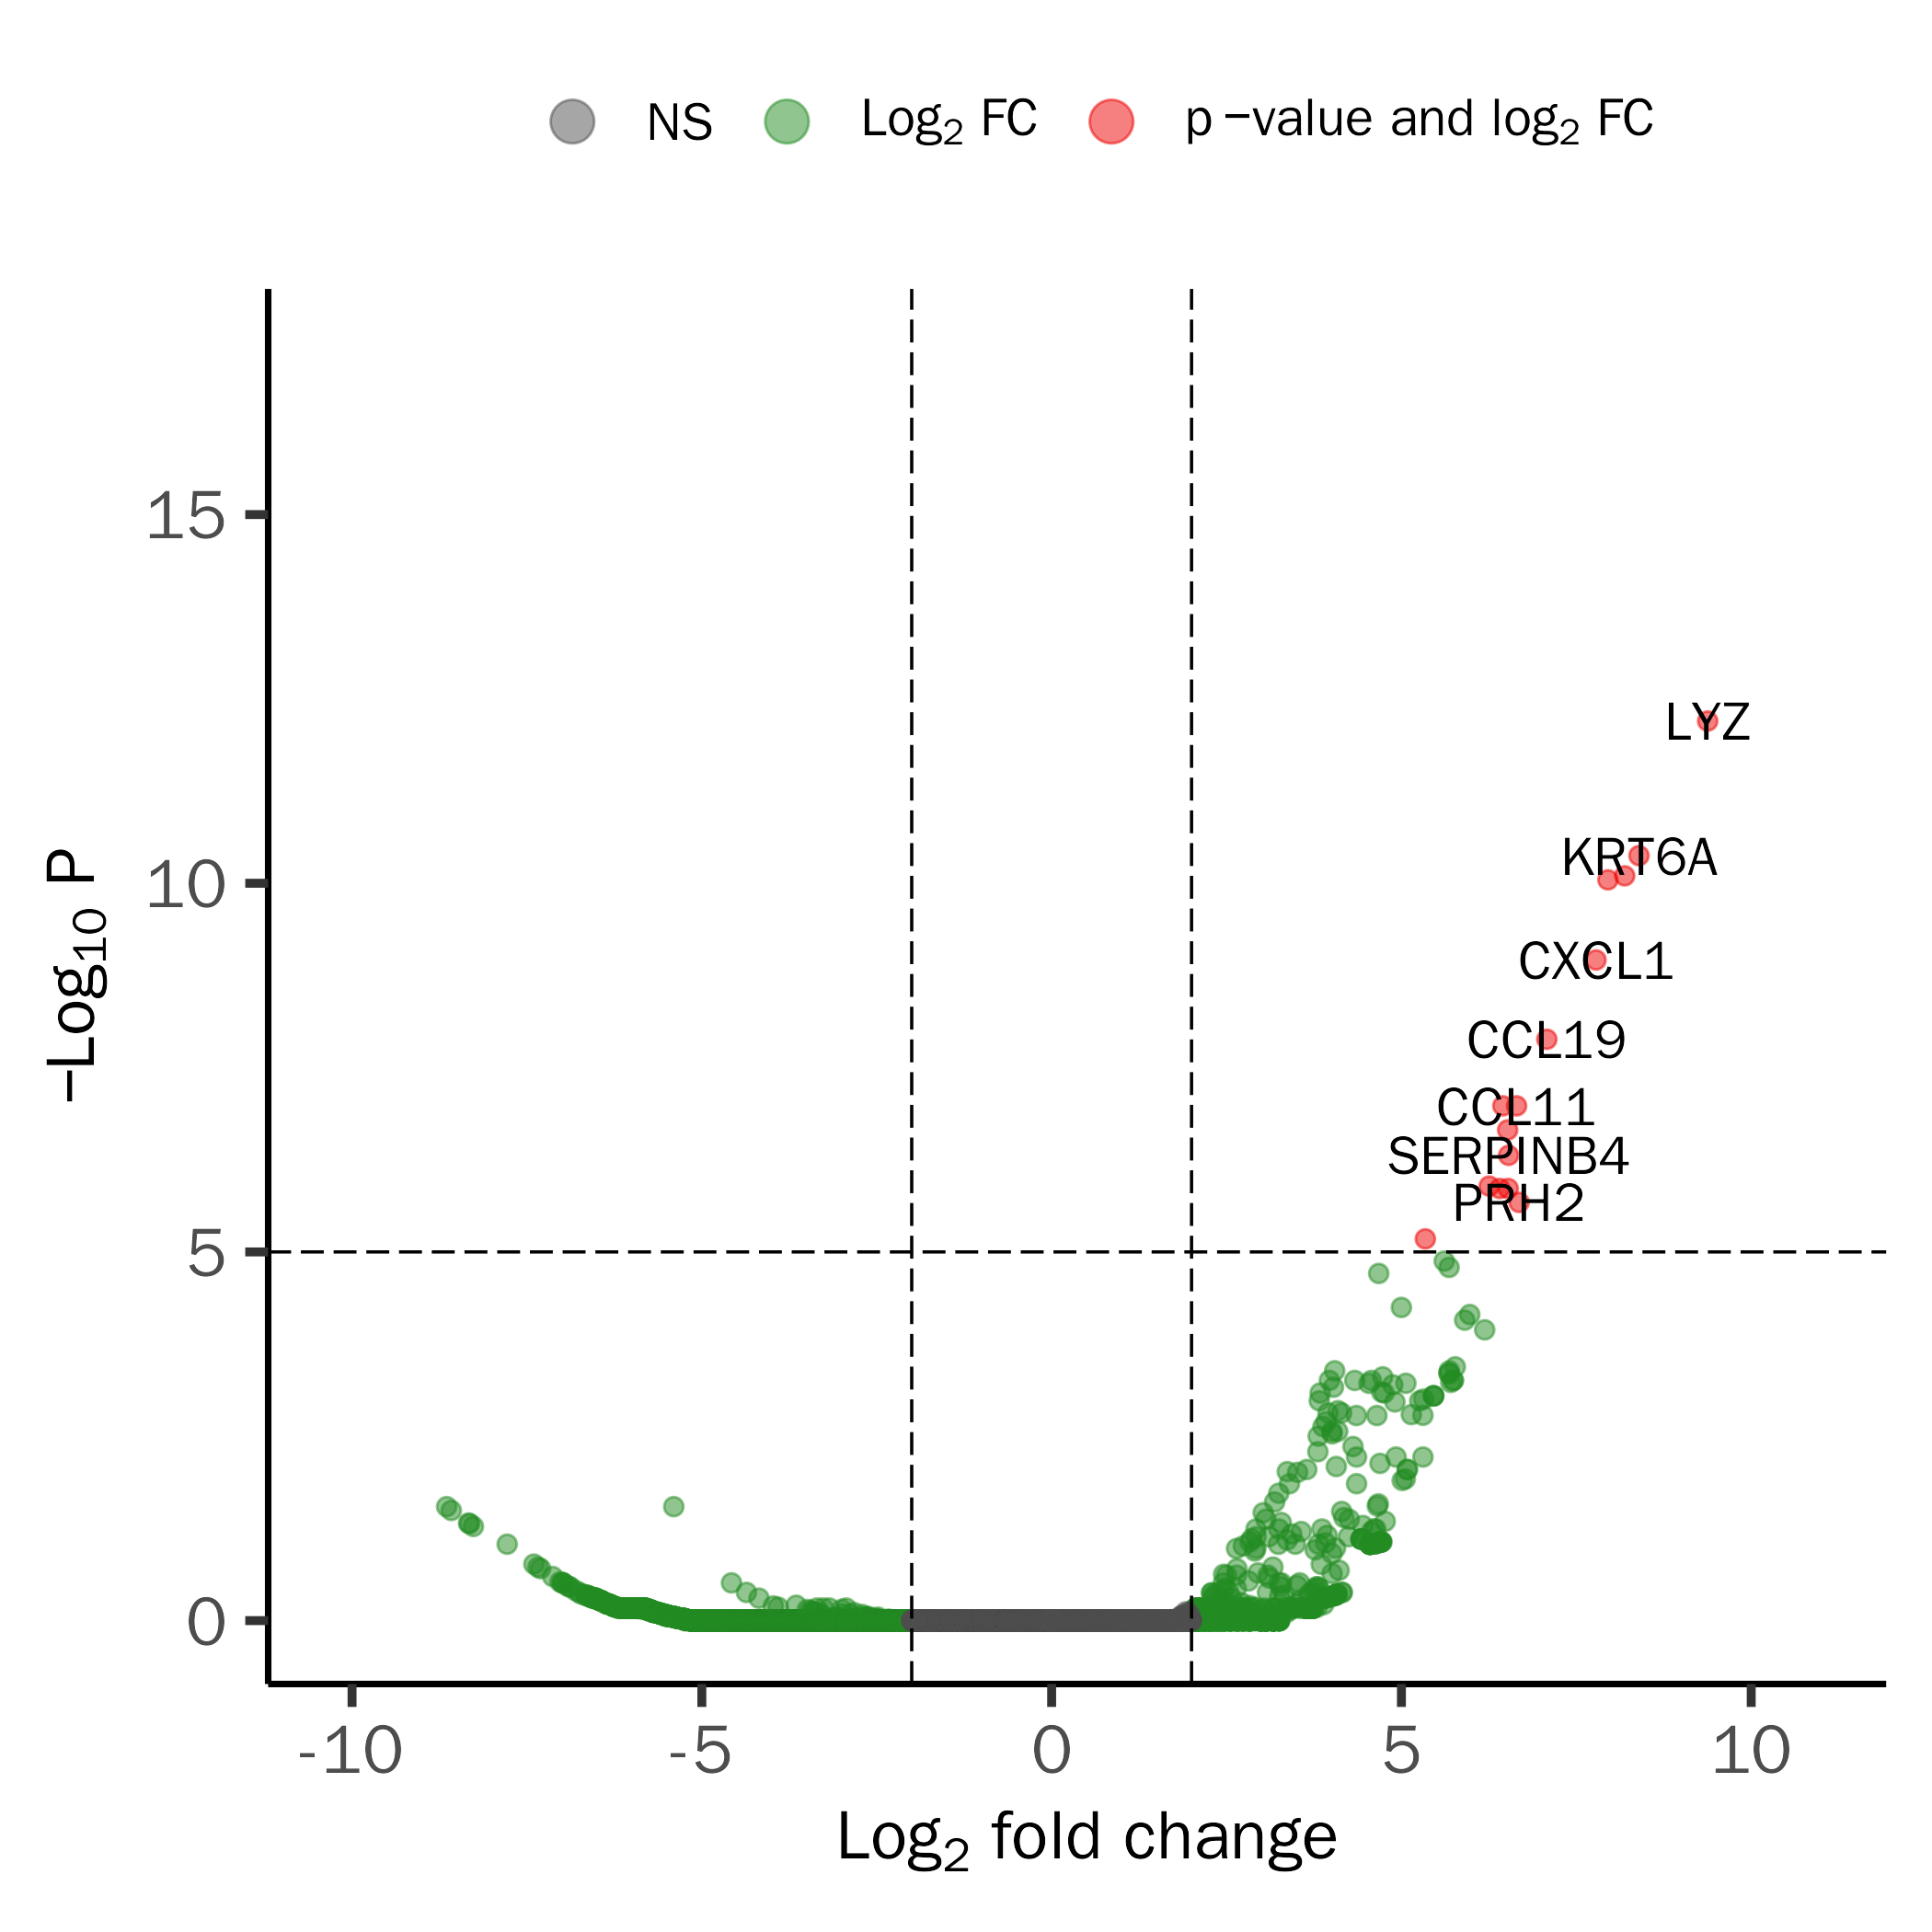 NS Log₂ FC p −value and log₂ FC
15
10
5
0
−Log₁₀ P
LYZ
KRT6A
CXCL1
CCL19
CCL11
SERPINB4
PRH2
-10 -5 0 5 10
Log₂ fold change